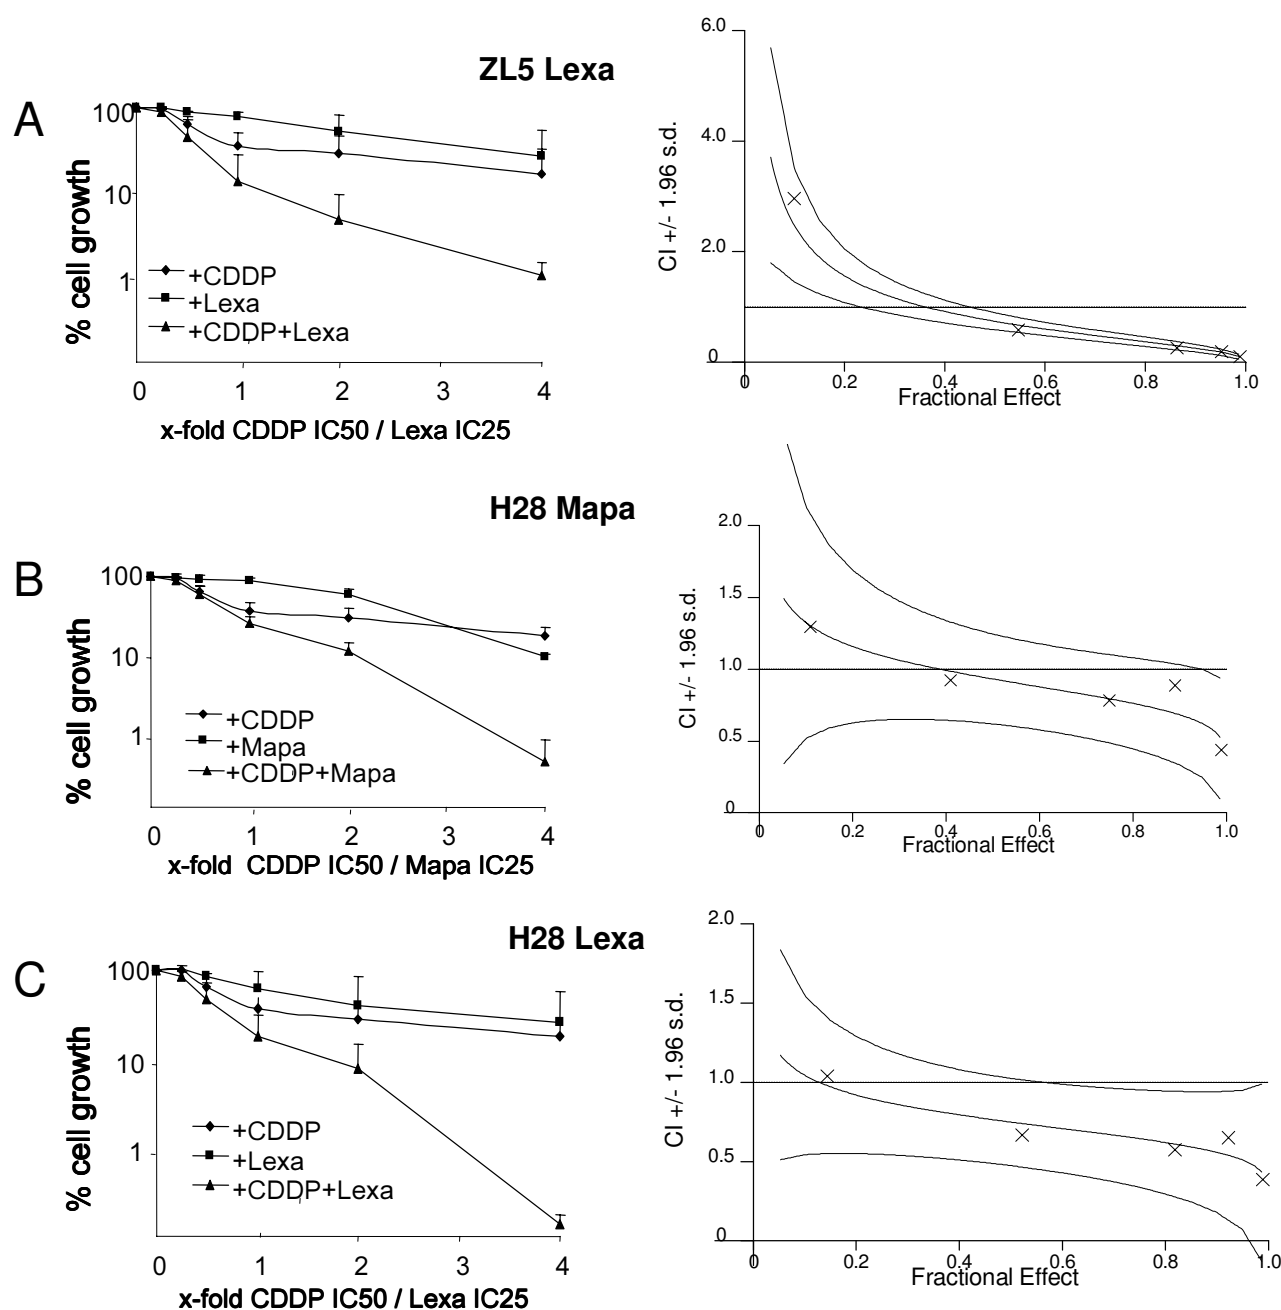 ZL5 Lexa
A
% cell growth
100
10
1
+CDDP
+Lexa
+CDDP+Lexa
0 1 2 3 4
x-fold CDDP IC50 / Lexa IC25
CI +/- 1.96 s.d.
6.0
4.0
2.0
0
0 0.2 0.4 0.6 0.8 1.0
Fractional Effect
H28 Mapa
B
% cell growth
100
10
1
+CDDP
+Mapa
+CDDP+Mapa
0 1 2 3 4
x-fold CDDP IC50 / Mapa IC25
CI +/- 1.96 s.d.
2.0
1.5
1.0
0.5
0
0 0.2 0.4 0.6 0.8 1.0
Fractional Effect
H28 Lexa
C
% cell growth
100
10
1
+CDDP
+Lexa
+CDDP+Lexa
0 1 2 3 4
x-fold CDDP IC50 / Lexa IC25
CI +/- 1.96 s.d.
2.0
1.5
1.0
0.5
0
0 0.2 0.4 0.6 0.8 1.0
Fractional Effect